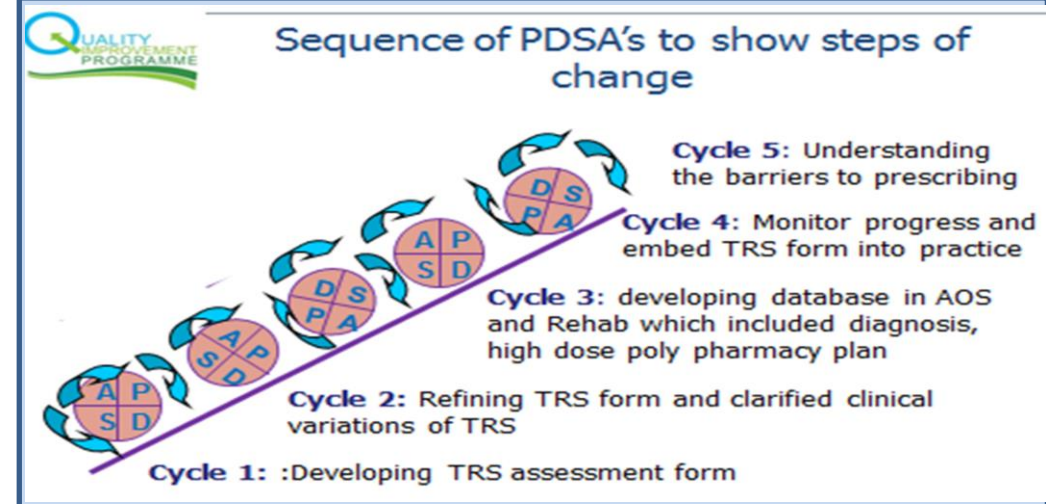 QUALITY
IMPROVEMENT
PROGRAMME
Sequence of PDSA's to show steps of
change
Cycle 5: Understanding
the barriers to prescribing
D S
P A
Cycle 4: Monitor progress and
embed TRS form into practice
A P
S D
Cycle 3: developing database in AOS
and Rehab which included diagnosis,
high dose poly pharmacy plan
D S
P A
A P
S D
Cycle 2: Refining TRS form and clarified clinical
variations of TRS
A P
S D
Cycle 1: :Developing TRS assessment form